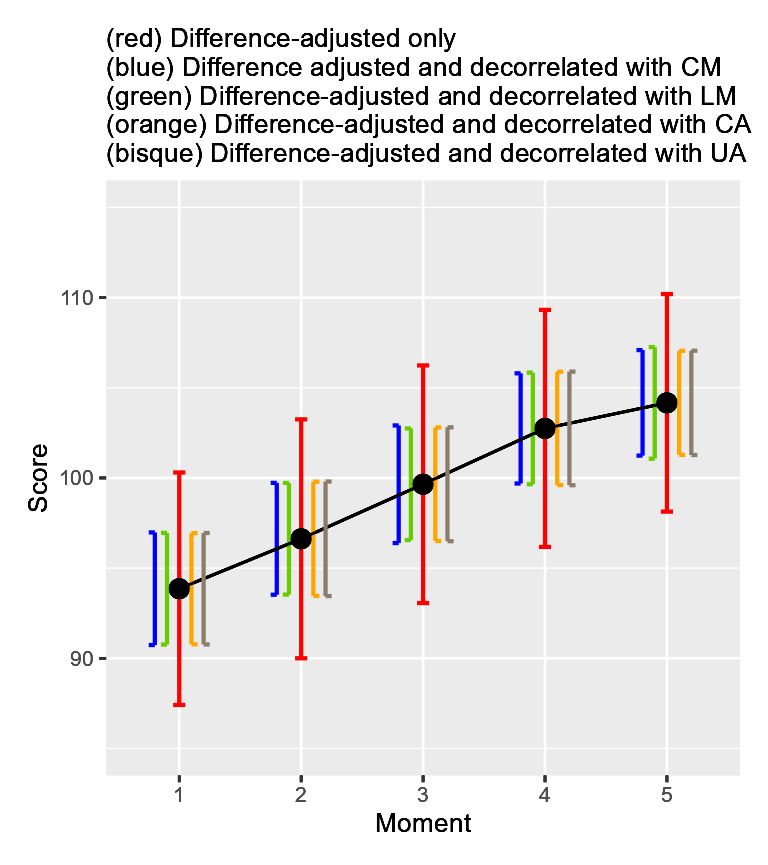 (red) Difference-adjusted only
(blue) Difference adjusted and decorrelated with CM
(green) Difference-adjusted and decorrelated with LM
(orange) Difference-adjusted and decorrelated with CA
(bisque) Difference-adjusted and decorrelated with UA
110
100
90
Score
1 2 3 4 5
Moment